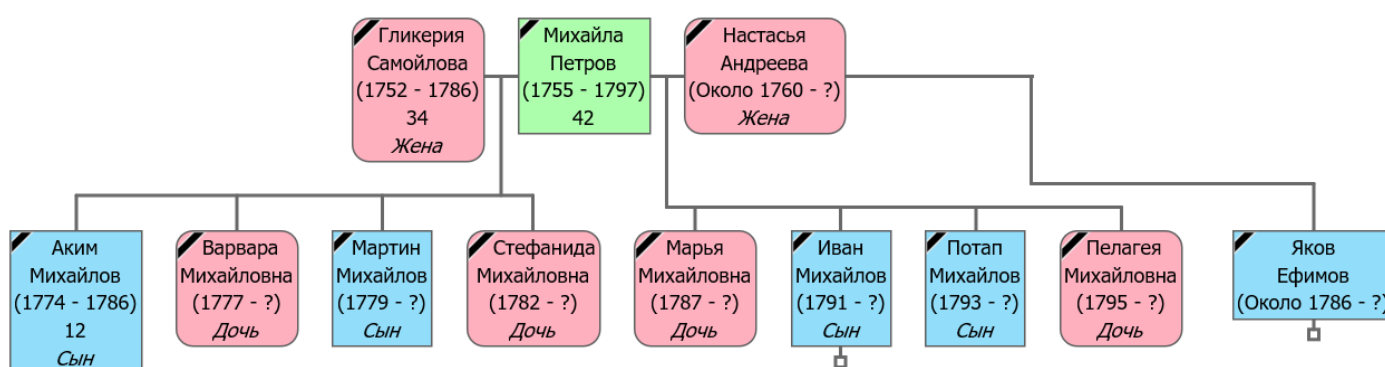 Гликерия
Самойлова
(1752 - 1786)
34
Жена
Михайла
Петров
(1755 - 1797)
42
Настасья
Андреева
(Около 1760 - ?)
Жена
Аким
Михайлов
(1774 - 1786)
12
Сын
Варвара
Михайловна
(1777 - ?)
Дочь
Мартин
Михайлов
(1779 - ?)
Сын
Стефанида
Михайловна
(1782 - ?)
Дочь
Марья
Михайловна
(1787 - ?)
Дочь
Иван
Михайлов
(1791 - ?)
Сын
Потап
Михайлов
(1793 - ?)
Сын
Пелагея
Михайловна
(1795 - ?)
Дочь
Яков
Ефимов
(Около 1786 - ?)